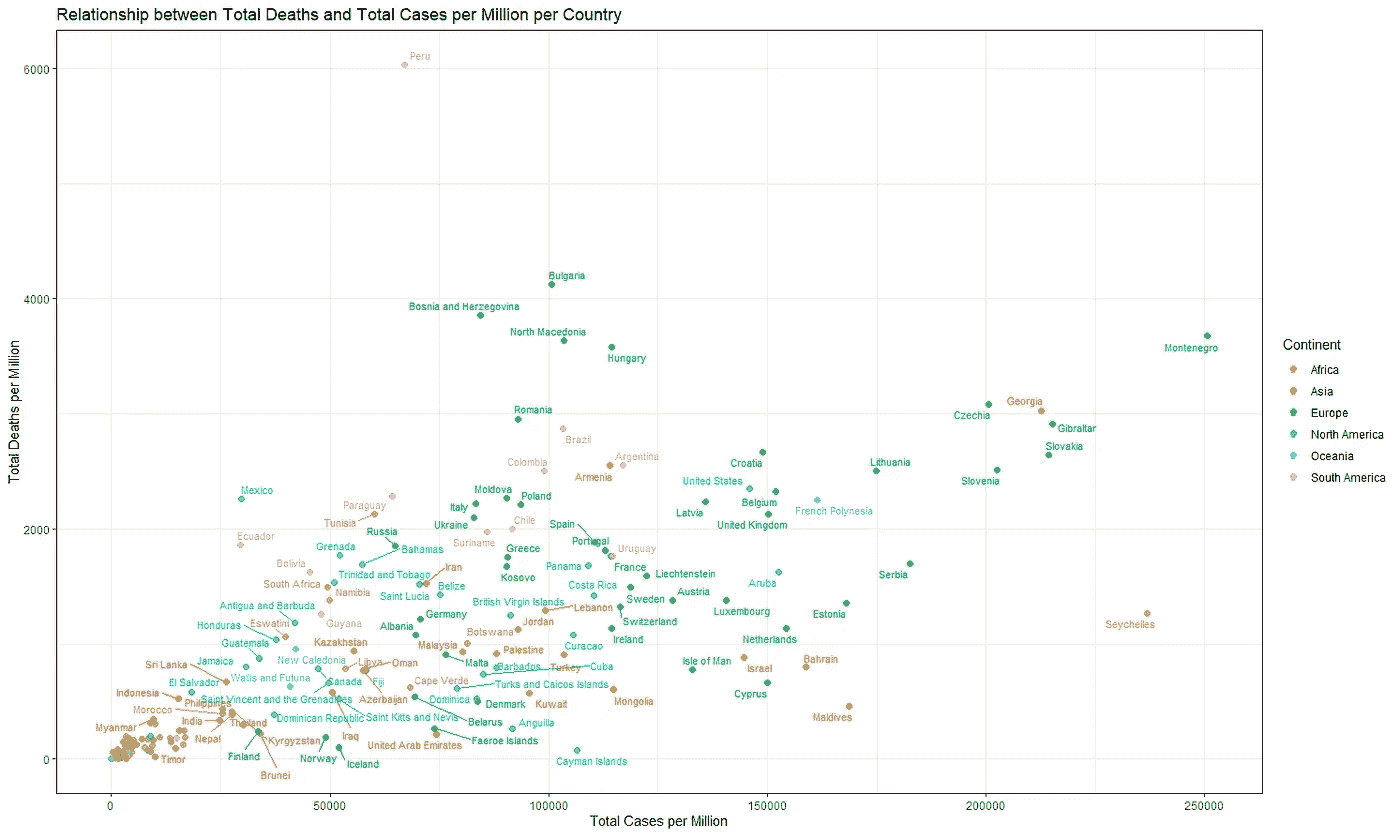 Relationship between Total Deaths and Total Cases per Million per Country
Peru
6000
Bulgaria
Bosnia and Herzegovina
4000
North Macedonia
Hungary
Montenegro
Romania
Georgia
Czechia
Gibraltar
Brazil
Slovakia
Colombia
Argentina
Croatia
Lithuania
Armenia
United States
Slovenia
Mexico
Moldova
Poland
Paraguay
Italy
Belgium
French Polynesia
Latvia
Tunisia
Ukraine
Chile
Spain
United Kingdom
2000
Russia
Ecuador
Suriname
Portugal
Grenada
Bahamas
Greece
Uruguay
Bolivia
Iran
Panama
France
Trinidad and Tobago
Kosovo
Liechtenstein
Serbia
South Africa
Belize
Costa Rica
Aruba
Namibia
Saint Lucia
Austria
Antigua and Barbuda
British Virgin Islands
Sweden
Lebanon
Luxembourg
Estonia
Guyana
Germany
Honduras
Eswatini
Jordan
Switzerland
Seychelles
Albania
Botswana
Guatemala
Kazakhstan
Malaysia
Curacao
Ireland
Netherlands
Palestine
Jamaica
New Caledonia
Libya
Oman
Malta
Barbados
Turkey
Cuba
Isle of Man
Israel
Bahrain
Sri Lanka
Wallis and Futuna
Canada
Fiji
Cape Verde
El Salvador
Turks and Caicos Islands
Cyprus
Indonesia
Philippines
Saint Vincent and the Grenadines
Azerbaijan
Dominica
Denmark
Mongolia
Morocco
Maldives
Myanmar
India
Thailand
Dominican Republic
Saint Kitts and Nevis
Belarus
Anguilla
Nepal
Kyrgyzstan
Iraq
United Arab Emirates
Faeroe Islands
0
Timor
Finland
Norway
Iceland
Cayman Islands
Brunei
0
50000
100000
150000
200000
250000
Total Cases per Million
Total Deaths per Million
Continent
Africa
Asia
Europe
North America
Oceania
South America